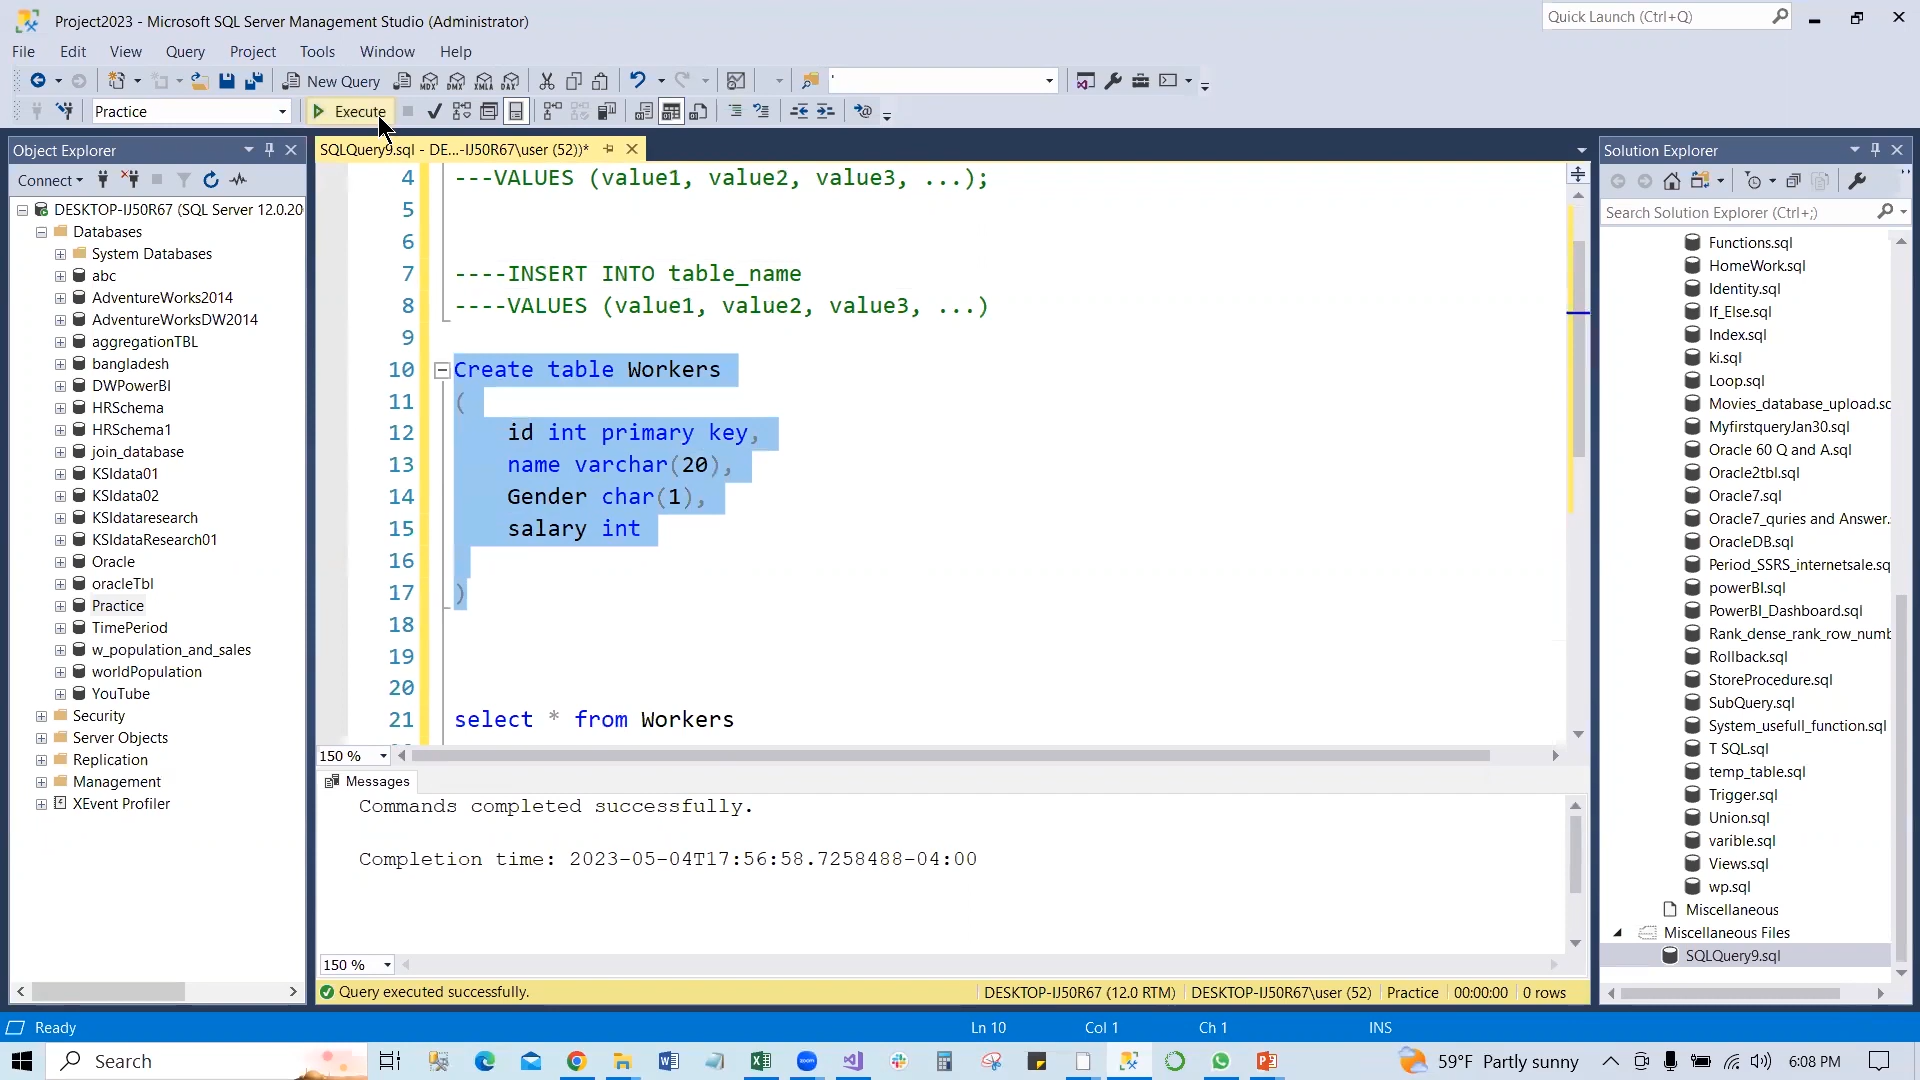 Project2023 - Microsoft SQL Server Management Studio (Administrator)
Quick Launch (Ctrl+Q)
File Edit View Query Project Tools Window Help
New Query MDX DMX XMLA DAX '
Practice Execute
Object Explorer
Connect
DESKTOP-IJ50R67 (SQL Server 12.0.20
Databases
System Databases
abc
AdventureWorks2014
AdventureWorksDW2014
aggregationTBL
bangladesh
DWPowerBI
HRSchema
HRSchema1
join_database
KSIdata01
KSIdata02
KSIdataresearch
KSIdataResearch01
Oracle
oracleTbl
Practice
TimePeriod
w_population_and_sales
worldPopulation
YouTube
Security
Server Objects
Replication
Management
XEvent Profiler
SQLQuery9.sql - DE...-IJ50R67\user (52))*
4 ---VALUES (value1, value2, value3, ...);
5
6
7 ----INSERT INTO table_name
8 ----VALUES (value1, value2, value3, ...)
9
10 Create table Workers
11 (
12 id int primary key,
13 name varchar(20),
14 Gender char(1),
15 salary int
16
17 )
18
19
20
21 select * from Workers
150 %
Messages
Commands completed successfully.
Completion time: 2023-05-04T17:56:58.7258488-04:00
150 %
Query executed successfully. DESKTOP-IJ50R67 (12.0 RTM) DESKTOP-IJ50R67\user (52) Practice 00:00:00 0 rows
Solution Explorer
Search Solution Explorer (Ctrl+;)
Functions.sql
HomeWork.sql
Identity.sql
If_Else.sql
Index.sql
ki.sql
Loop.sql
Movies_database_upload.sc
MyfirstqueryJan30.sql
Oracle 60 Q and A.sql
Oracle2tbl.sql
Oracle7.sql
Oracle7_quries and Answer.
OracleDB.sql
Period_SSRS_internetsale.sq
powerBI.sql
PowerBI_Dashboard.sql
Rank_dense_rank_row_numb
Rollback.sql
StoreProcedure.sql
SubQuery.sql
System_usefull_function.sql
T SQL.sql
temp_table.sql
Trigger.sql
Union.sql
varible.sql
Views.sql
wp.sql
Miscellaneous
Miscellaneous Files
SQLQuery9.sql
Ready Ln 10 Col 1 Ch 1 INS
Search 59°F Partly sunny 6:08 PM